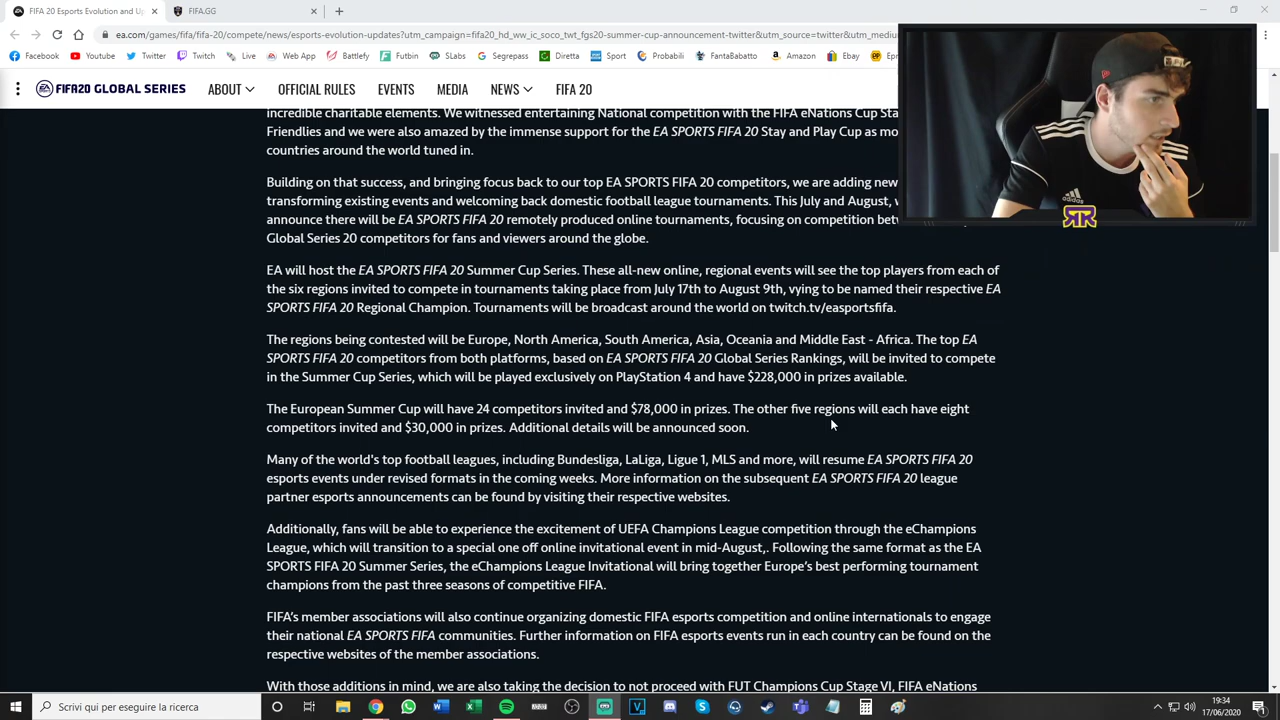 FIFA 20 Esports Evolution and Up
FIFA.GG
ea.com/games/fifa/fifa-20/compete/news/esports-evolution-updates?utm_campaign=fifa20_hd_ww_ic_soco_twt_fgs20-summer-cup-announcement-twitter&utm_source=twitter&utm_mediu
Facebook Youtube Twitter Twitch Live Web App Battlefy Futbin SLabs Segrepass Diretta Sport Probabili FantaBabatto Amazon Ebay
FIFA20 GLOBAL SERIES ABOUT OFFICIAL RULES EVENTS MEDIA NEWS FIFA 20
incredible charitable elements. We witnessed entertaining National competition with the FIFA eNations Cup Sta
Friendlies and we were also amazed by the immense support for the EA SPORTS FIFA 20 Stay and Play Cup as mo
countries around the world tuned in.
Building on that success, and bringing focus back to our top EA SPORTS FIFA 20 competitors, we are adding new
transforming existing events and welcoming back domestic football league tournaments. This July and August, w
announce there will be EA SPORTS FIFA 20 remotely produced online tournaments, focusing on competition betw
Global Series 20 competitors for fans and viewers around the globe.
EA will host the EA SPORTS FIFA 20 Summer Cup Series. These all-new online, regional events will see the top players from each of
the six regions invited to compete in tournaments taking place from July 17th to August 9th, vying to be named their respective EA
SPORTS FIFA 20 Regional Champion. Tournaments will be broadcast around the world on twitch.tv/easportsfifa.
The regions being contested will be Europe, North America, South America, Asia, Oceania and Middle East - Africa. The top EA
SPORTS FIFA 20 competitors from both platforms, based on EA SPORTS FIFA 20 Global Series Rankings, will be invited to compete
in the Summer Cup Series, which will be played exclusively on PlayStation 4 and have $228,000 in prizes available.
The European Summer Cup will have 24 competitors invited and $78,000 in prizes. The other five regions will each have eight
competitors invited and $30,000 in prizes. Additional details will be announced soon.
Many of the world's top football leagues, including Bundesliga, LaLiga, Ligue 1, MLS and more, will resume EA SPORTS FIFA 20
esports events under revised formats in the coming weeks. More information on the subsequent EA SPORTS FIFA 20 league
partner esports announcements can be found by visiting their respective websites.
Additionally, fans will be able to experience the excitement of UEFA Champions League competition through the eChampions
League, which will transition to a special one off online invitational event in mid-August,. Following the same format as the EA
SPORTS FIFA 20 Summer Series, the eChampions League Invitational will bring together Europe's best performing tournament
champions from the past three seasons of competitive FIFA.
FIFA's member associations will also continue organizing domestic FIFA esports competition and online internationals to engage
their national EA SPORTS FIFA communities. Further information on FIFA esports events run in each country can be found on the
respective websites of the member associations.
With those additions in mind, we are also taking the decision to not proceed with FUT Champions Cup Stage VI, FIFA eNations
adidas
Scrivi qui per eseguire la ricerca
19:34
17/06/2020